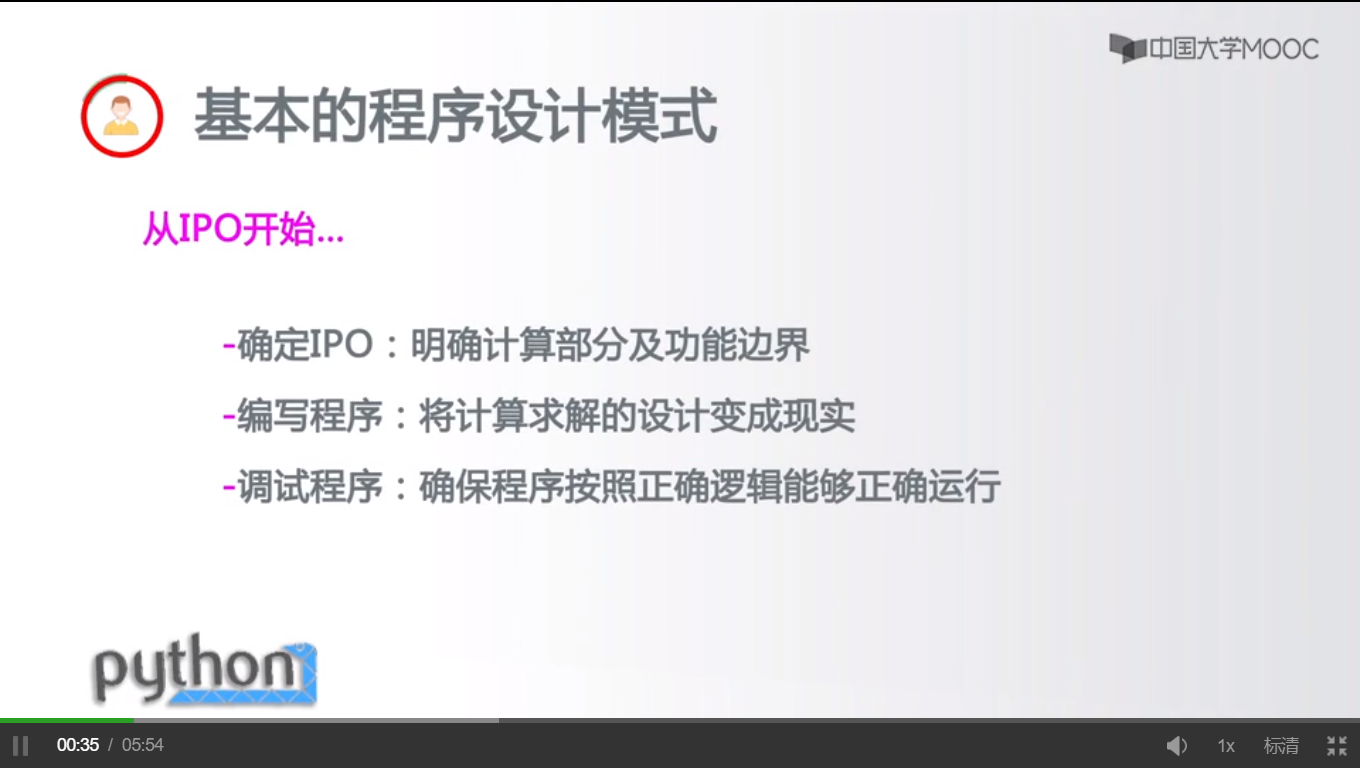 中国大学MOOC
基本的程序设计模式
从IPO开始...
-确定IPO：明确计算部分及功能边界
-编写程序：将计算求解的设计变成现实
-调试程序：确保程序按照正确逻辑能够正确运行
python
00:35 / 05:54 1x 标清